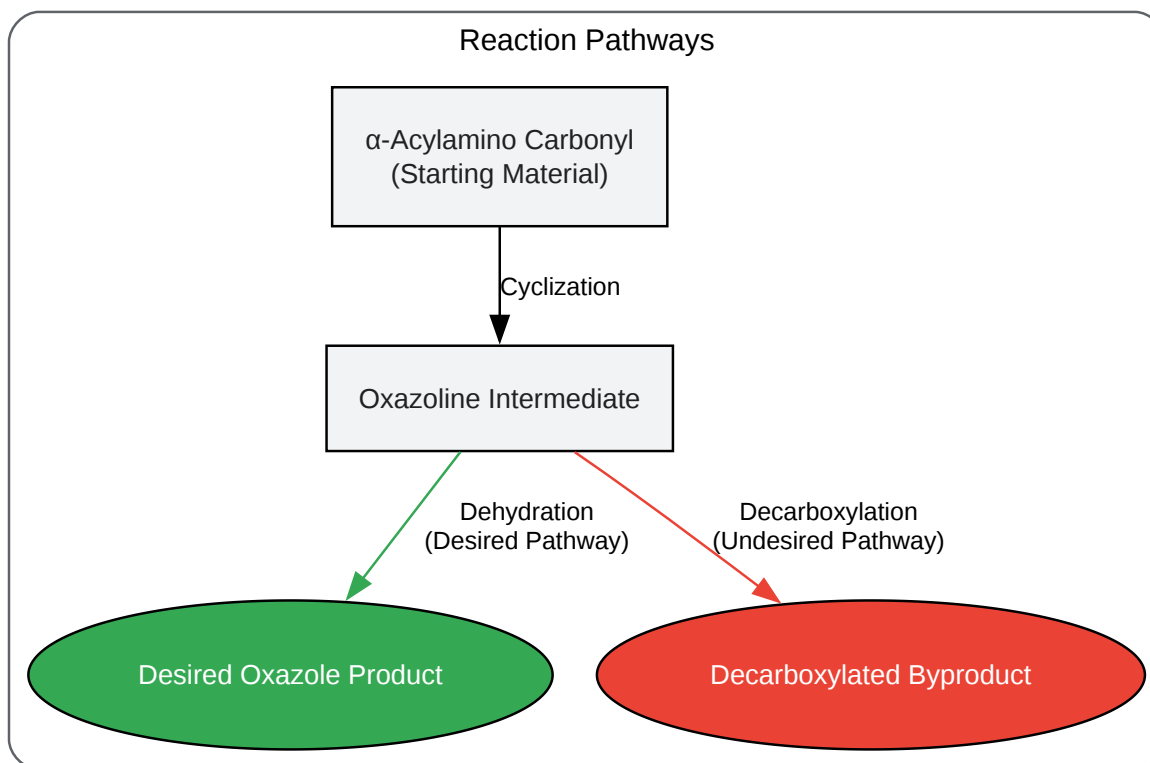 Reaction Pathways
α-Acylamino Carbonyl
(Starting Material)
Cyclization
Oxazoline Intermediate
Dehydration
(Desired Pathway)
Decarboxylation
(Undesired Pathway)
Desired Oxazole Product
Decarboxylated Byproduct